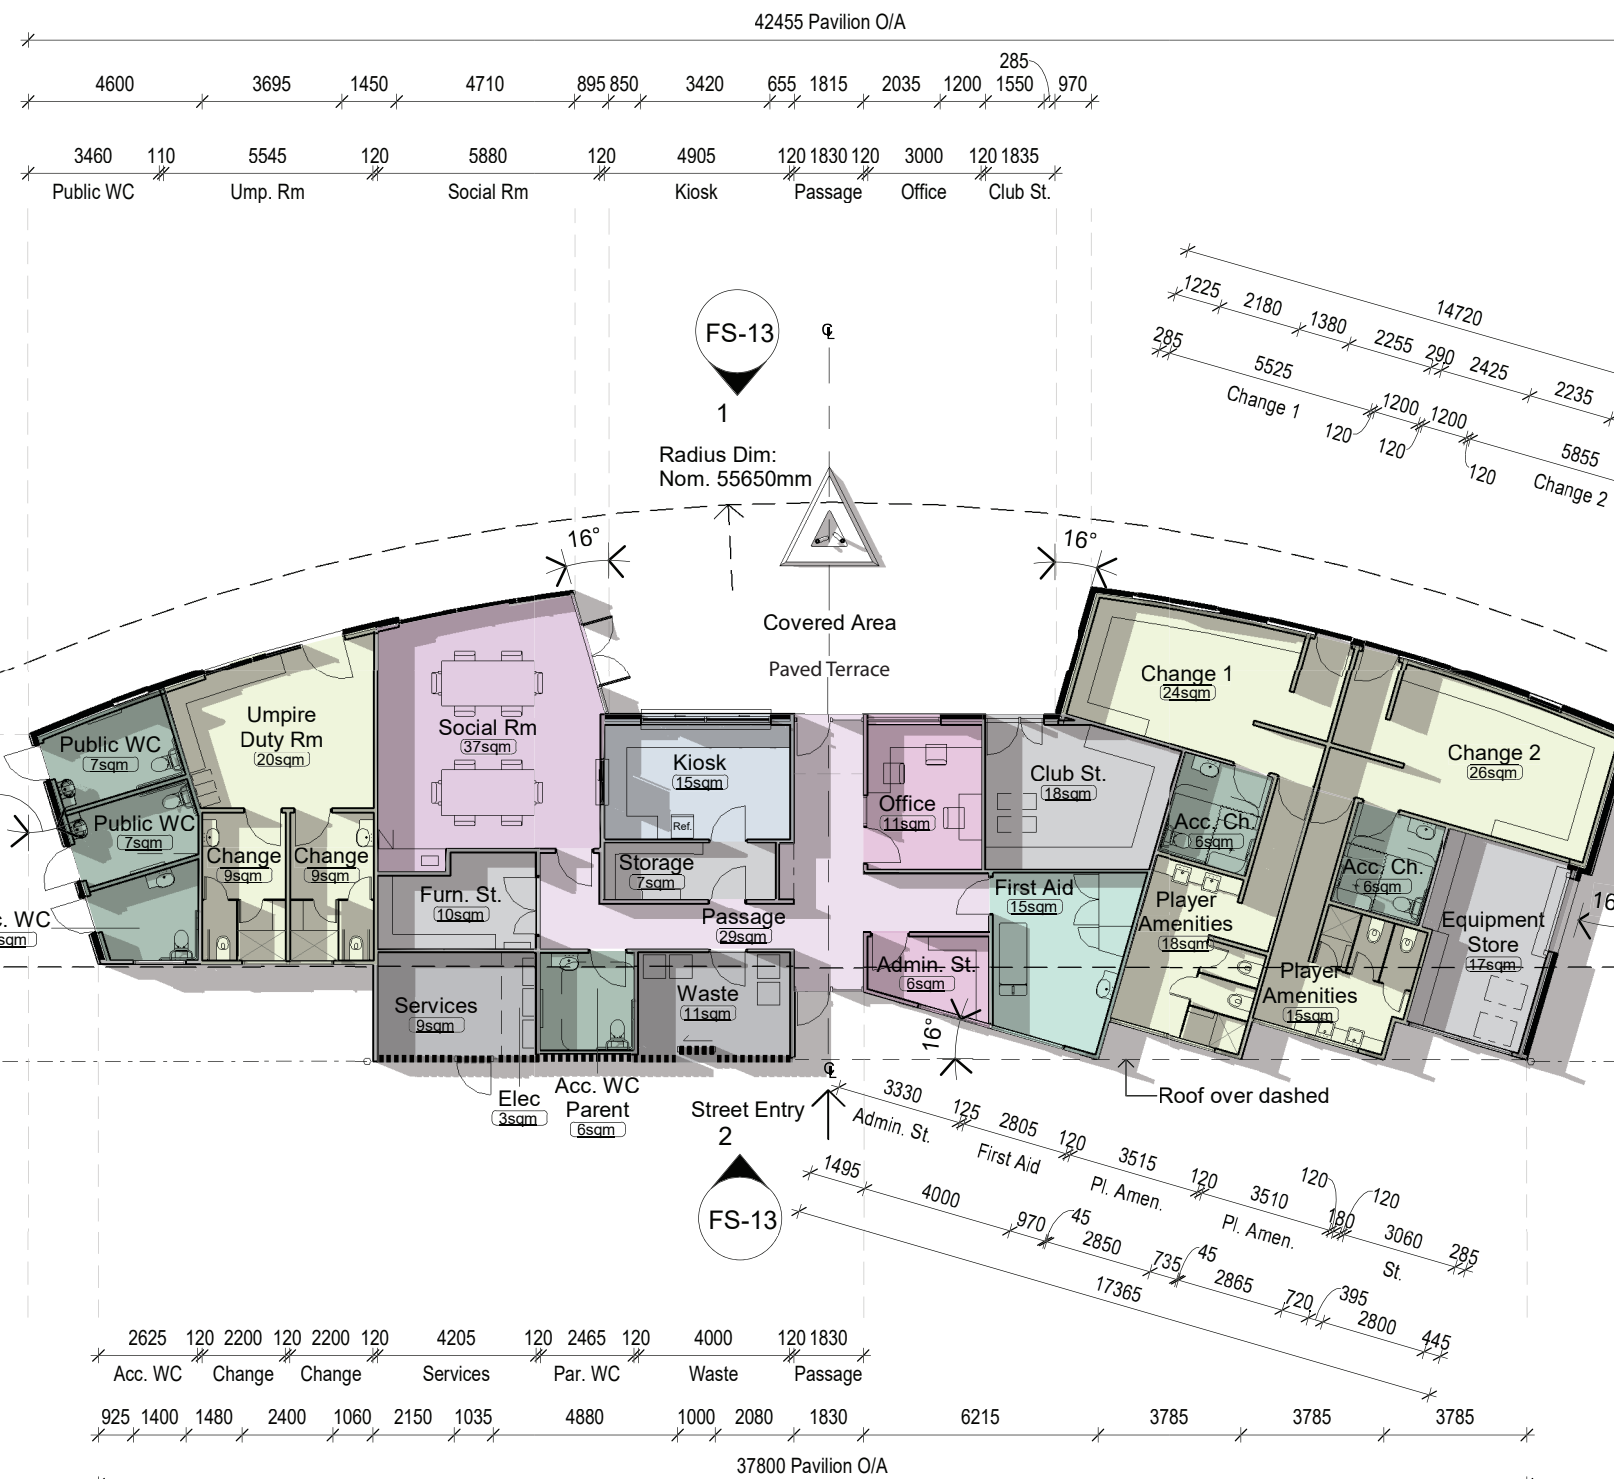 42455 Pavilion O/A
285
4600 3695 1450 4710 895 850 3420 655 1815 2035 1200 1550 970
3460 110 5545 120 5880 120 4905 120 1830 120 3000 120 1835
Public WC Ump. Rm Social Rm Kiosk Passage Office Club St.
14720
1225 2180 1380 2255 290 2425 2235
285 5525 1200 1200 5855
Change 1 120 120 120 Change 2
FS-13
1
℄
Radius Dim:
Nom. 55650mm
16°
16°
Covered Area
Paved Terrace
Change 1
24sqm
Change 2
26sqm
Umpire
Duty Rm
20sqm
Social Rm
37sqm
Public WC
7sqm
Kiosk
15sqm
Ref.
Club St.
18sqm
Office
11sqm
Public WC
7sqm
Acc. Ch.
6sqm
Change
9sqm
Change
9sqm
Storage
7sqm
Acc. Ch.
6sqm
Furn. St.
10sqm
First Aid
15sqm
Player
Amenities
18sqm
16
c. WC
sqm
Passage
29sqm
Equipment
Store
17sqm
Admin. St.
6sqm
Player
Amenities
15sqm
Services
9sqm
Waste
11sqm
16°
℄
Elec
3sqm
Acc. WC
Parent
6sqm
Street Entry
2
FS-13
Roof over dashed
3330 125 2805 120 3515 120 3510 120 180 120 3060 285
Admin. St. First Aid Pl. Amen. Pl. Amen. St.
1495 4000 970 45 2850 735 45 2865 720 395 2800 445
17365
2625 120 2200 120 2200 120 4205 120 2465 120 4000 120 1830
Acc. WC Change Change Services Par. WC Waste Passage
925 1400 1480 2400 1060 2150 1035 4880 1000 2080 1830 6215 3785 3785 3785
37800 Pavilion O/A